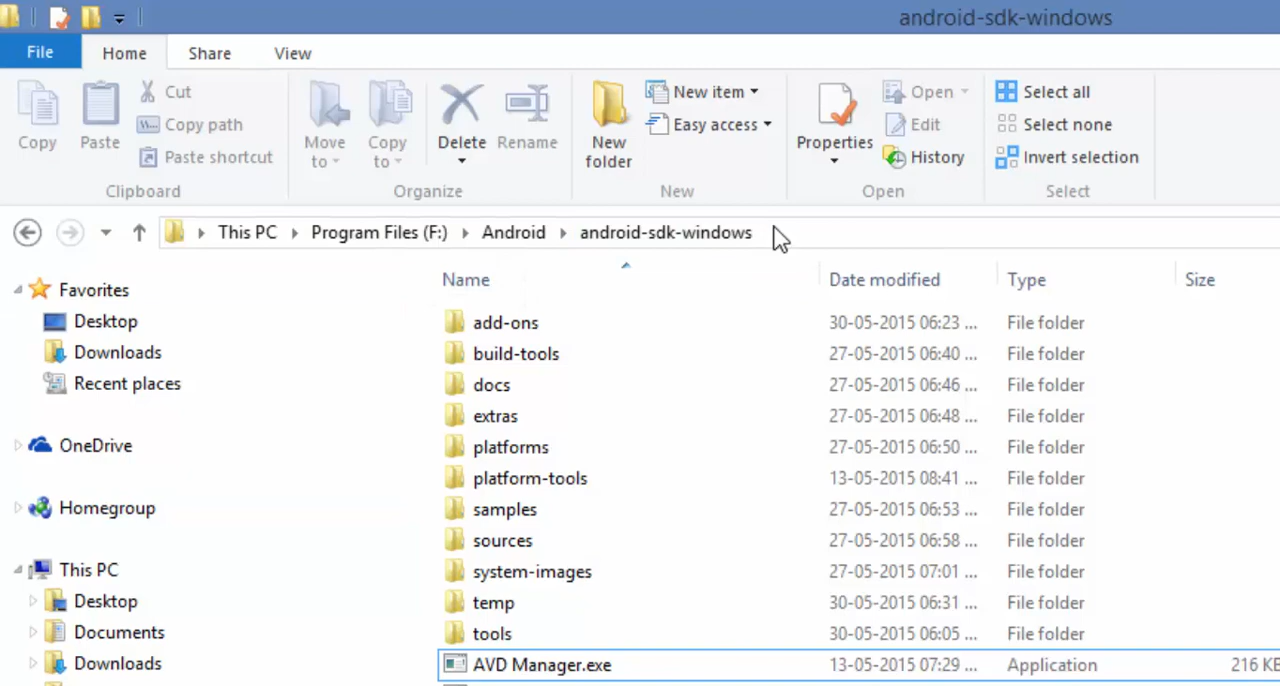 android-sdk-windows
File Home Share View
Copy
Paste
Cut
Copy path
Paste shortcut
Clipboard
Move to
Copy to
Delete
Rename
Organize
New folder
New item
Easy access
New
Properties
Open
Edit
History
Open
Select all
Select none
Invert selection
Select
This PC Program Files (F:) Android android-sdk-windows
Name Date modified Type Size
Favorites
Desktop
Downloads
Recent places
OneDrive
Homegroup
This PC
Desktop
Documents
Downloads
add-ons 30-05-2015 06:23 ... File folder
build-tools 27-05-2015 06:40 ... File folder
docs 27-05-2015 06:46 ... File folder
extras 27-05-2015 06:48 ... File folder
platforms 27-05-2015 06:50 ... File folder
platform-tools 13-05-2015 08:41 ... File folder
samples 27-05-2015 06:53 ... File folder
sources 27-05-2015 06:58 ... File folder
system-images 27-05-2015 07:01 ... File folder
temp 30-05-2015 06:31 ... File folder
tools 30-05-2015 06:05 ... File folder
AVD Manager.exe 13-05-2015 07:29 ... Application 216 KB